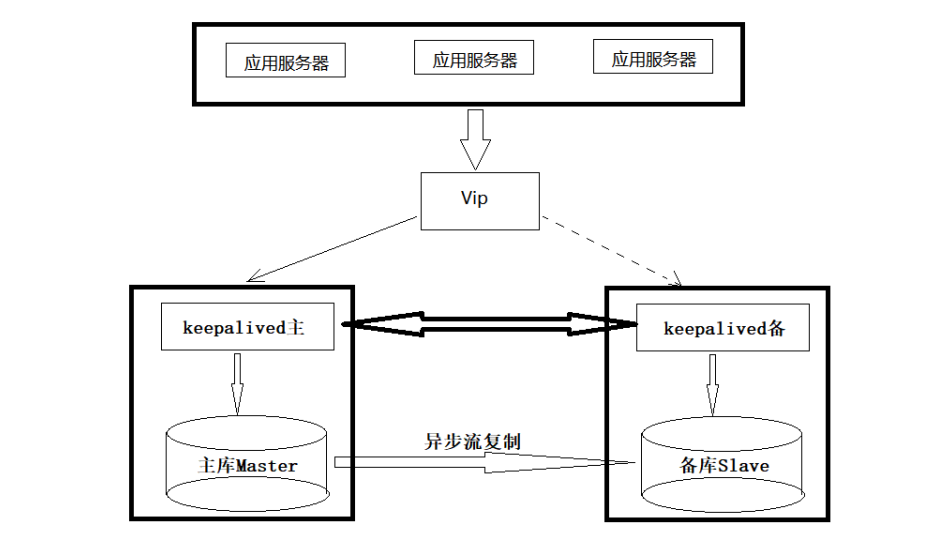 应用服务器
应用服务器
应用服务器
Vip
keepalived主
keepalived备
异步流复制
主库Master
备库Slave